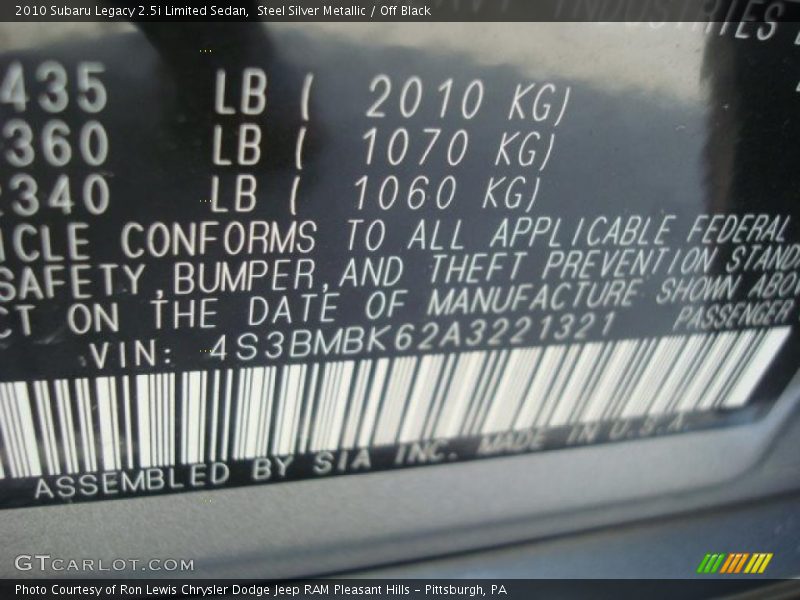 2010 Subaru Legacy 2.5i Limited Sedan, Steel Silver Metallic / Off Black
INDUSTRIES
435 LB ( 2010 KG)
360 LB ( 1070 KG)
2340 LB ( 1060 KG)
ICLE CONFORMS TO ALL APPLICABLE FEDERAL
SAFETY,BUMPER,AND THEFT PREVENTION STAND
CT ON THE DATE OF MANUFACTURE SHOWN ABO
VIN: 4S3BMBK62A3221321 PASSENGER
ASSEMBLED BY SIA INC. MADE IN U.S.A.
GTCARLOT.COM
Photo Courtesy of Ron Lewis Chrysler Dodge Jeep RAM Pleasant Hills - Pittsburgh, PA